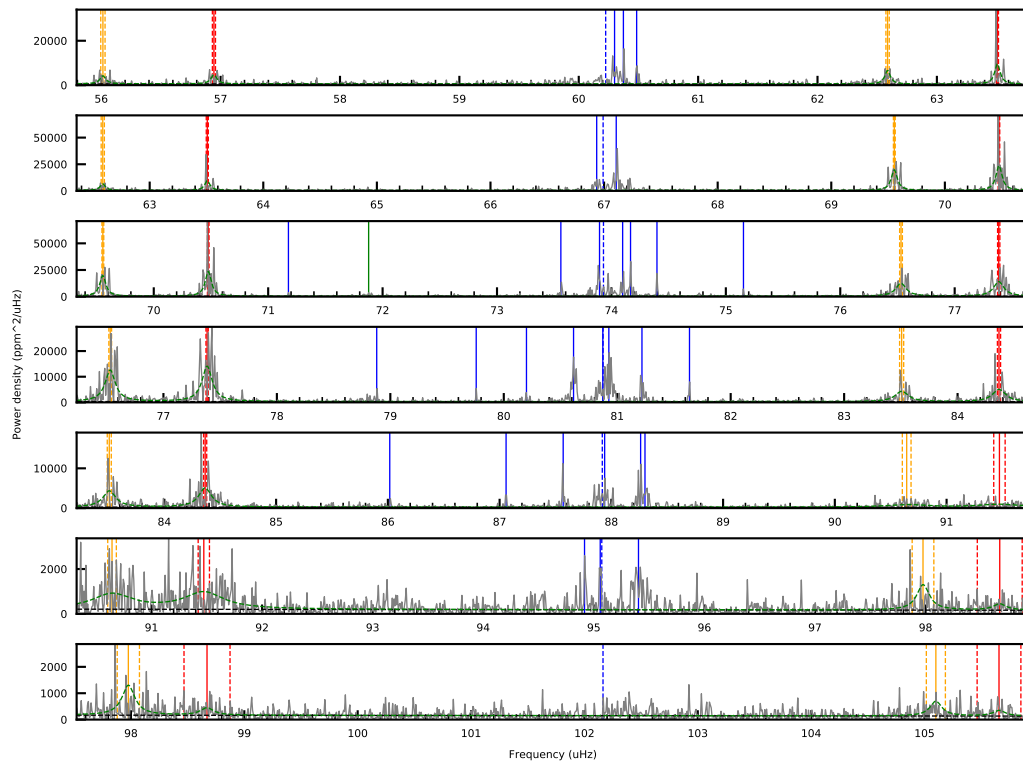 20000
0
56 57 58 59 60 61 62 63
50000
25000
0
63 64 65 66 67 68 69 70
50000
25000
0
70 71 72 73 74 75 76 77
20000
10000
0
77 78 79 80 81 82 83 84
10000
0
84 85 86 87 88 89 90 91
2000
0
91 92 93 94 95 96 97 98
2000
1000
0
98 99 100 101 102 103 104 105
Power density (ppm^2/uHz)
Frequency (uHz)